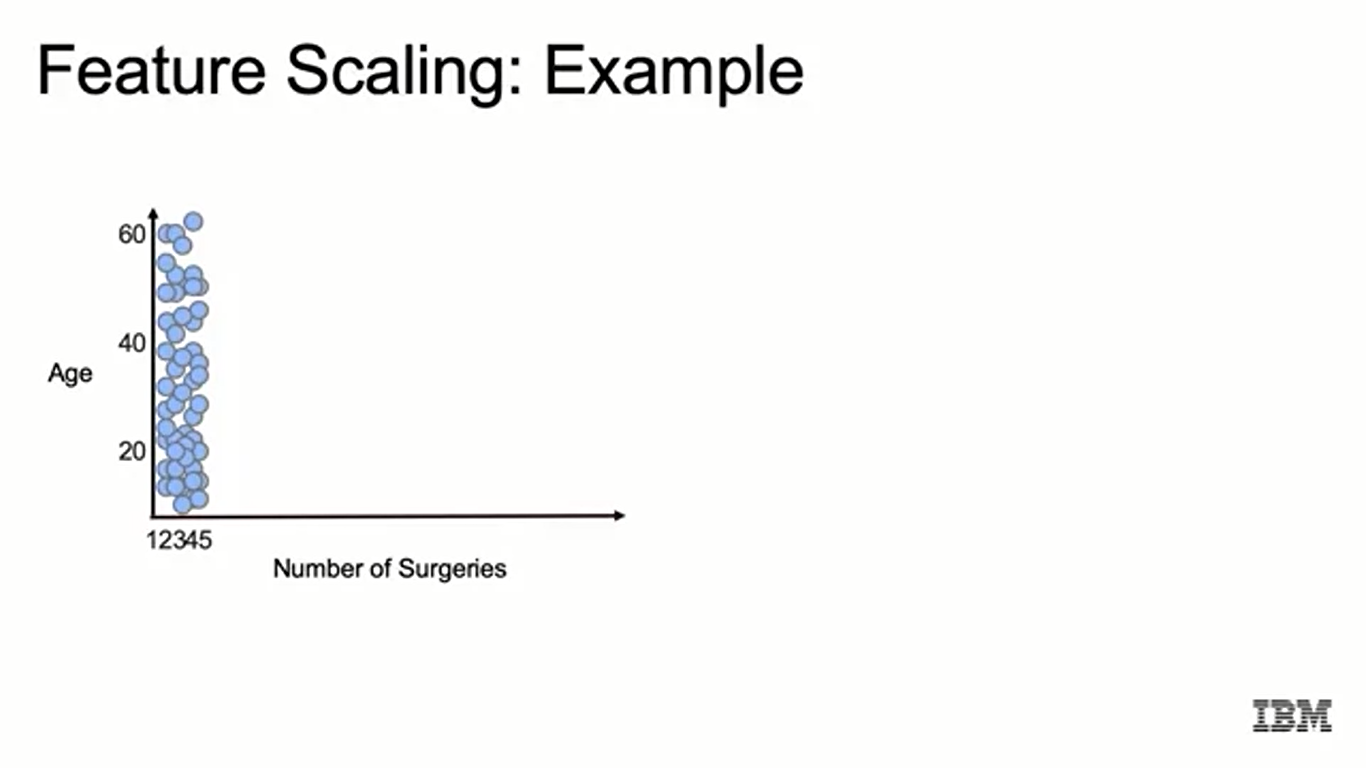 Feature Scaling: Example
60
40
Age
20
12345
Number of Surgeries
IBM